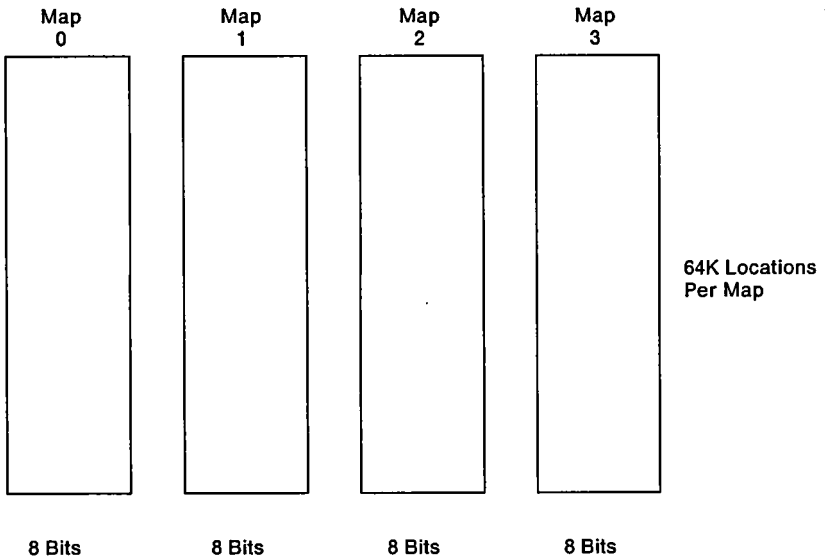 Map Map Map Map
0 1 2 3
64K Locations
Per Map
8 Bits 8 Bits 8 Bits 8 Bits